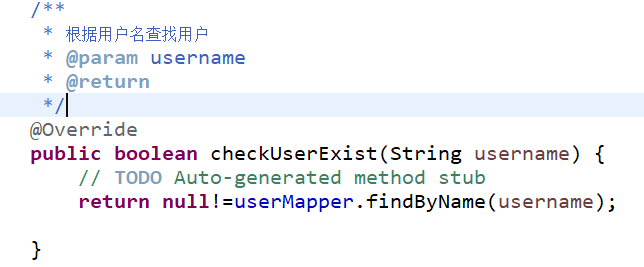 /**
 * 根据用户名查找用户
 * @param username
 * @return
 */
@Override
public boolean checkUserExist(String username) {
    // TODO Auto-generated method stub
    return null!=userMapper.findByName(username);
}